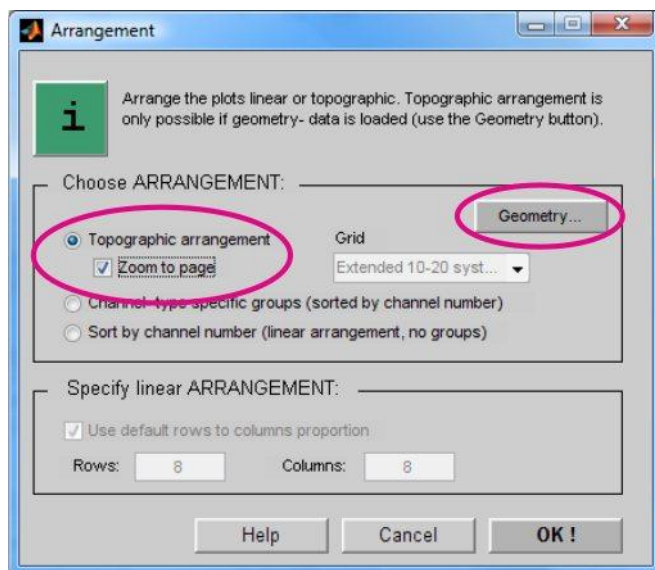 Arrangement
i
Arrange the plots linear or topographic. Topographic arrangement is
only possible if geometry- data is loaded (use the Geometry button).
Choose ARRANGEMENT:
Geometry...
Topographic arrangement
Grid
Zoom to page
Extended 10-20 syst...
Channel- type specific groups (sorted by channel number)
Sort by channel number (linear arrangement, no groups)
Specify linear ARRANGEMENT:
Use default rows to columns proportion
Rows: 8 Columns: 8
Help Cancel OK !